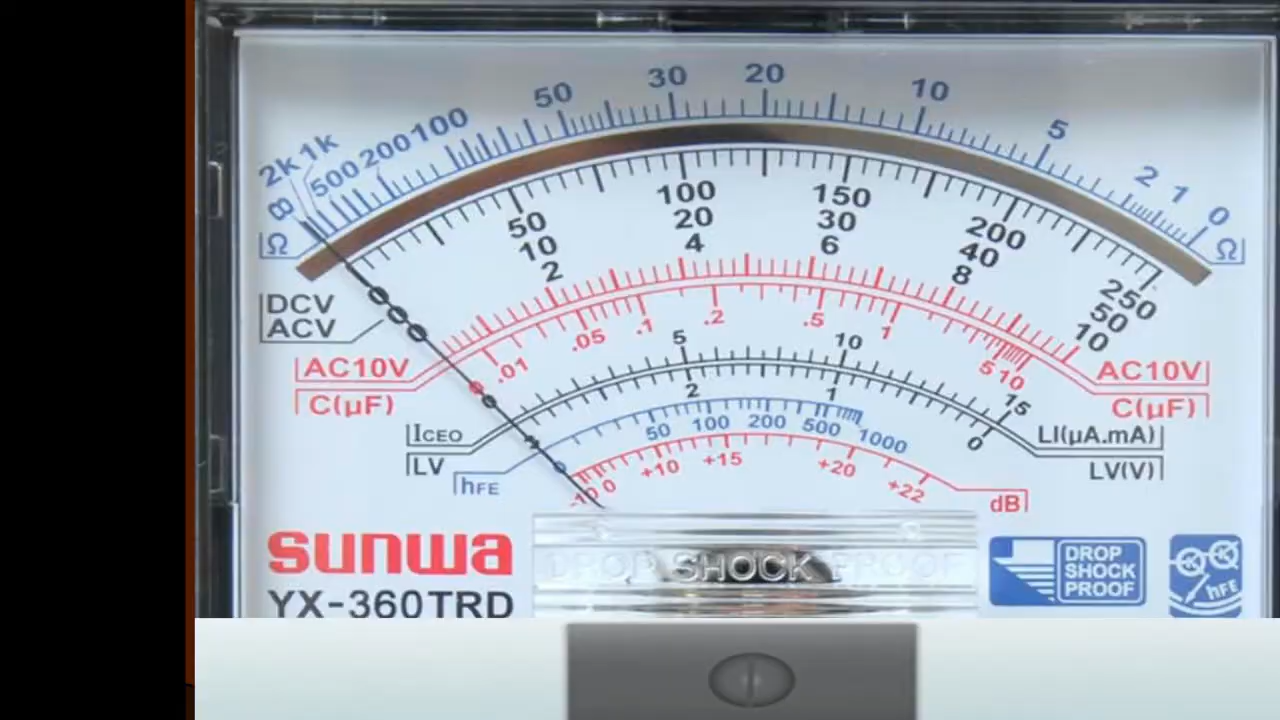 2k 1k 500 200 100 50 30 20 10 5 2 1 0
∞
Ω Ω
0 50 100 150 200 250
10 20 30 40 50
2 4 6 8 10
DCV
ACV
AC10V AC10V
C(µF) .01 .05 .1 .2 .5 1 5 10 C(µF)
5 10 15
ICEO LI(µA.mA)
2 1 0
LV LV(V)
hFE 50 100 200 500 1000
-10 0 +10 +15 +20 +22 dB
sunwa
YX-360TRD
DROP SHOCK PROOF
DROP
SHOCK
PROOF
hFE